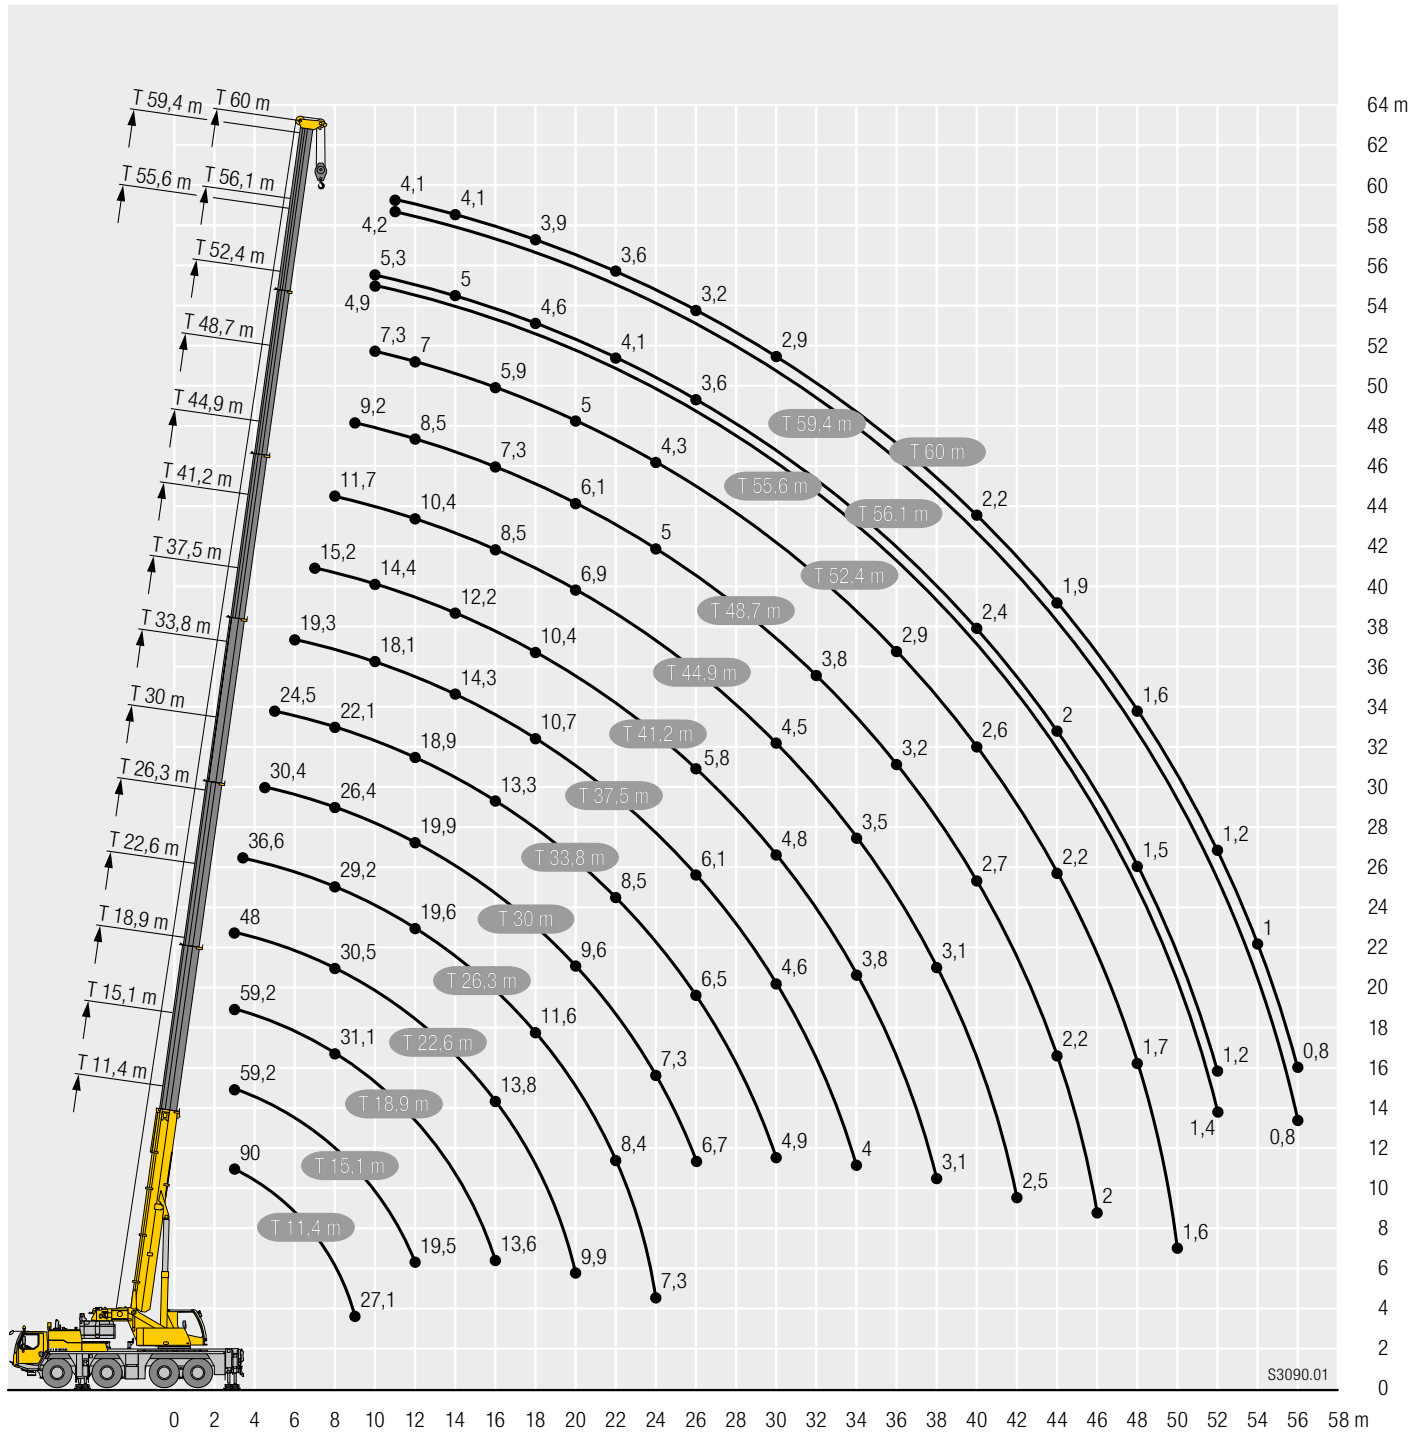 T 59,4 m T 60 m 64 m
62
T 55,6 m T 56,1 m 4,1 4,1 60
4,2 3,9 58
T 52,4 m 5,3 5 3,6 56
4,9 4,6 3,2 54
T 48,7 m 7,3 7 4,1 2,9 52
5,9 3,6 50
T 44,9 m 9,2 8,5 5 T 59,4 m 48
7,3 4,3 T 60 m 46
T 41,2 m 11,7 10,4 6,1 T 55,6 m 2,2 44
8,5 5 T 56,1 m 42
T 37,5 m 15,2 14,4 6,9 T 52,4 m 1,9 40
T 33,8 m 19,3 12,2 T 48,7 m 2,4 38
18,1 10,4 3,8 2,9 36
T 30 m 24,5 14,3 T 44,9 m 1,6 34
22,1 10,7 T 41,2 m 4,5 2,6 2 32
T 26,3 m 30,4 18,9 13,3 5,8 3,2 30
26,4 T 37,5 m 3,5 28
T 22,6 m 36,6 19,9 T 33,8 m 4,8 1,5 1,2 26
29,2 8,5 6,1 2,7 2,2 24
T 18,9 m 48 19,6 T 30 m 1 22
30,5 T 26,3 m 9,6 6,5 4,6 3,8 3,1 20
T 15,1 m 59,2 31,1 T 22,6 m 11,6 18
T 11,4 m 59,2 13,8 7,3 2,2 1,7 1,2 0,8 16
T 18,9 m 1,4 0,8 14
90 T 15,1 m 8,4 6,7 4,9 4 3,1 12
2,5 2 10
T 11,4 m 19,5 13,6 9,9 1,6 8
7,3 6
27,1 4
2
S3090.01
0
0 2 4 6 8 10 12 14 16 18 20 22 24 26 28 30 32 34 36 38 40 42 44 46 48 50 52 54 56 58 m